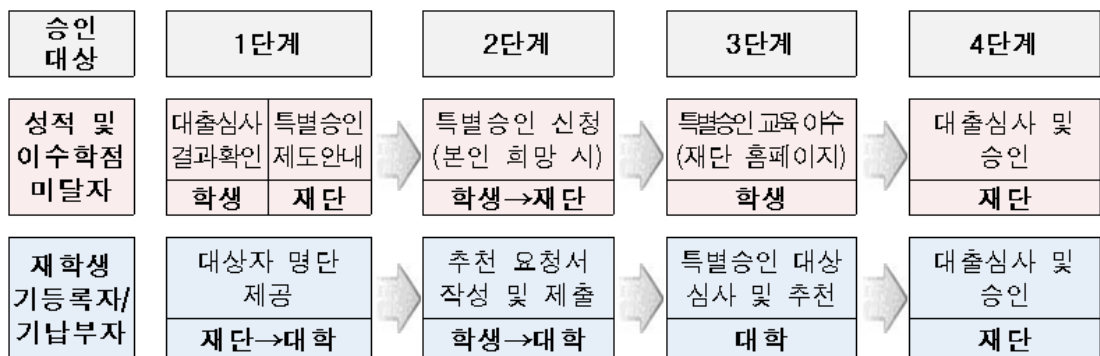 승인
대상
1단계
2단계
3단계
4단계
성적 및
이수학점
미달자
대출심사
결과확인
학생
특별승인
제도안내
재단
특별승인 신청
(본인 희망 시)
학생→재단
특별승인 교육 이수
(재단 홈페이지)
학생
대출심사 및
승인
재단
재학생
기등록자/
기납부자
대상자 명단
제공
재단→대학
추천 요청서
작성 및 제출
학생→대학
특별승인 대상
심사 및 추천
대학
대출심사 및
승인
재단